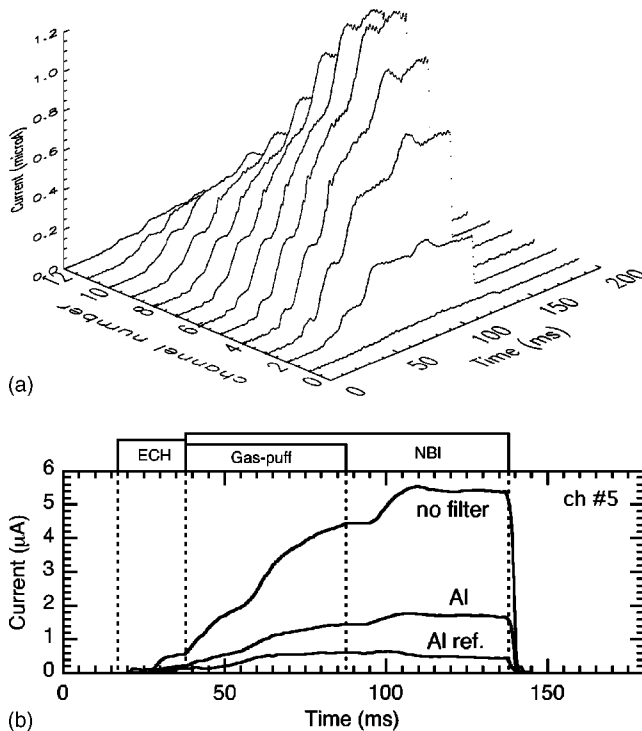 1.2
1.0
0.8
0.6
0.4
0.2
0.0
Current (microA)
12
10
8
6
4
2
0
channel number
0
50
100
150
200
Time (ms)
(a)
ECH
Gas-puff
NBI
6
5
4
3
2
1
0
Current (μA)
ch #5
no filter
Al
Al ref.
0
50
100
150
Time (ms)
(b)